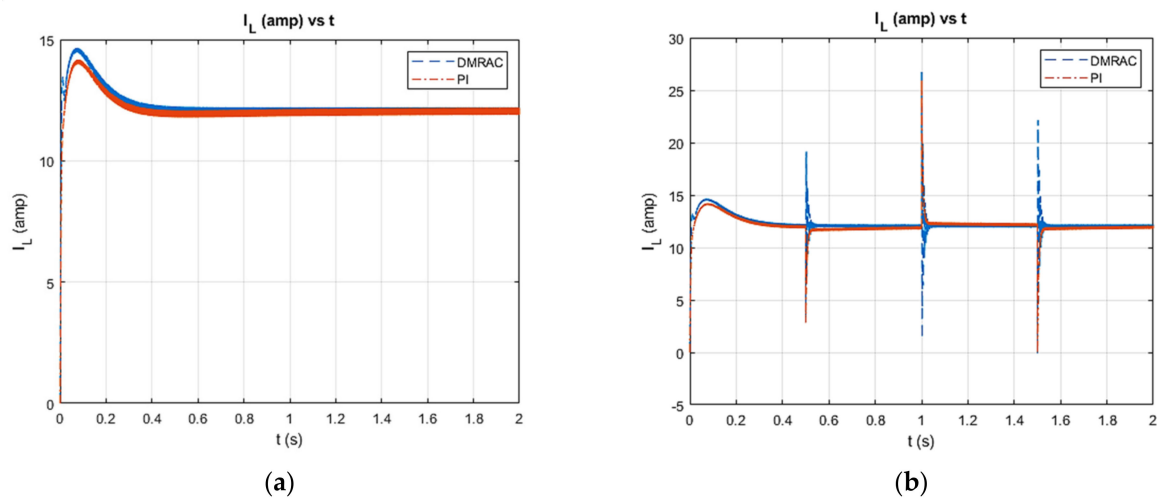 I_L (amp) vs t
15
10
5
0
I_L (amp)
DMRAC
PI
0 0.2 0.4 0.6 0.8 1 1.2 1.4 1.6 1.8 2
t (s)
(a)
I_L (amp) vs t
30
25
20
15
10
5
0
-5
I_L (amp)
DMRAC
PI
0 0.2 0.4 0.6 0.8 1 1.2 1.4 1.6 1.8 2
t (s)
(b)